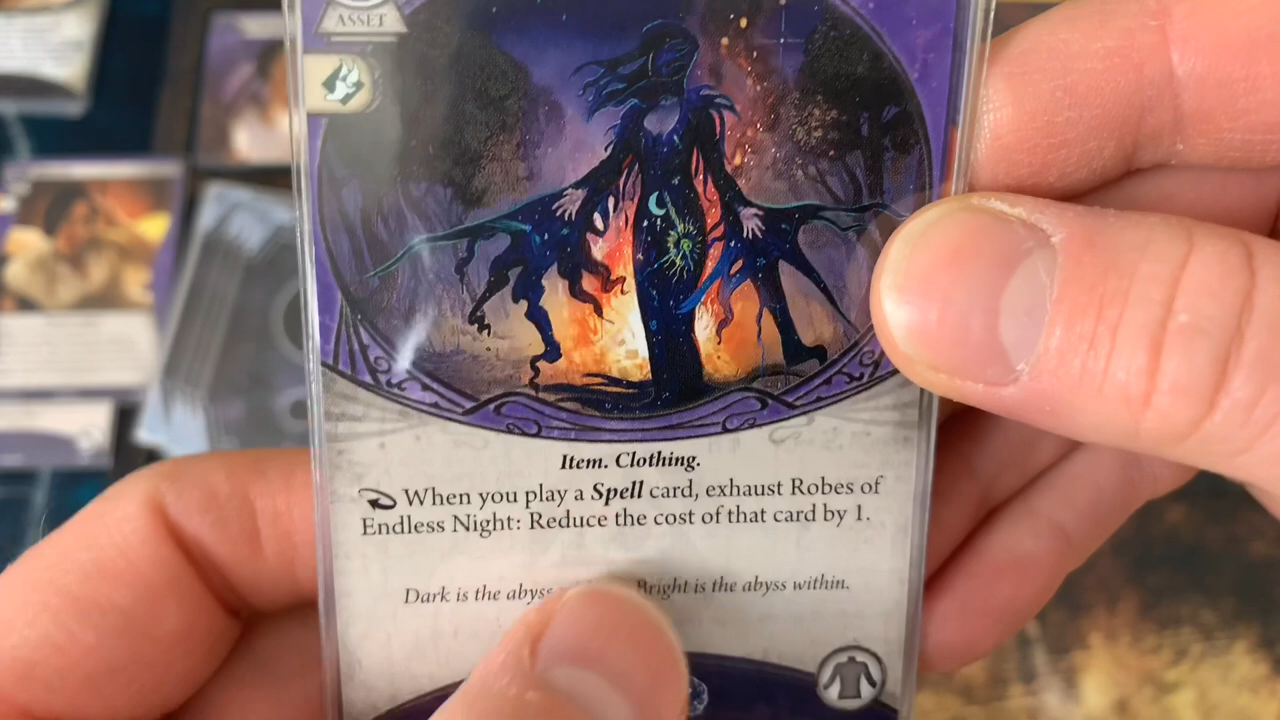 ASSET
Item. Clothing.
When you play a Spell card, exhaust Robes of
Endless Night: Reduce the cost of that card by 1.
Dark is the abyss Bright is the abyss within.